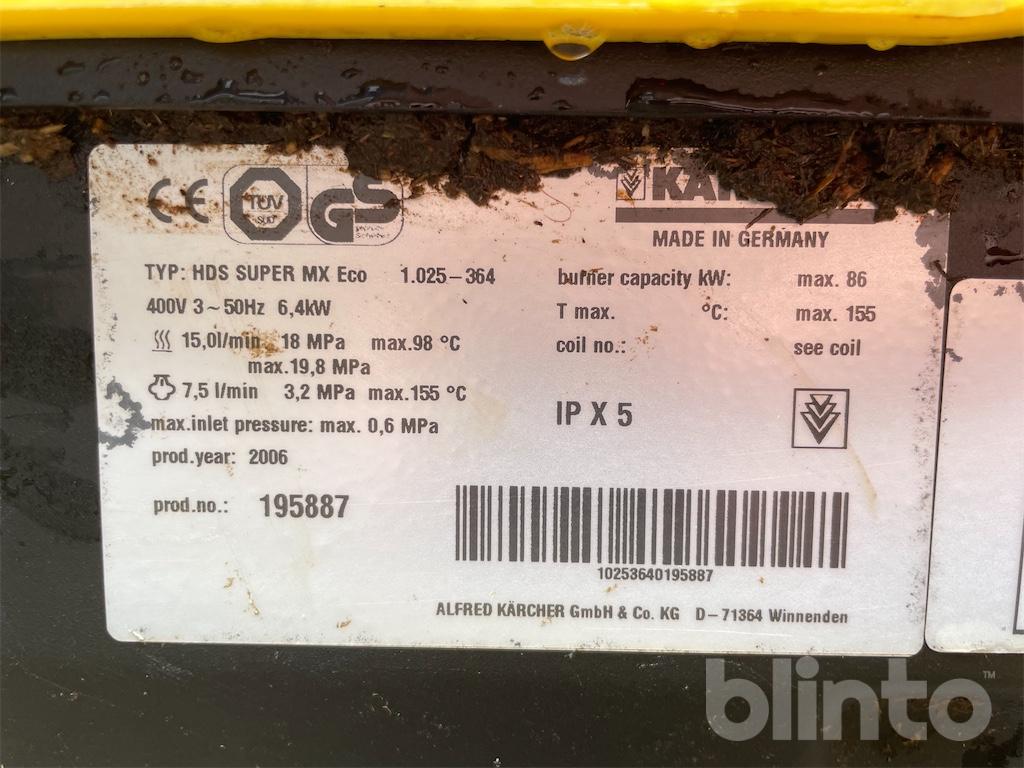 CE TÜV SÜD GS
MADE IN GERMANY
TYP: HDS SUPER MX Eco 1.025-364
400V 3~50Hz 6,4kW
15,0l/min 18 MPa max.98 °C
max.19,8 MPa
7,5 l/min 3,2 MPa max.155 °C
max.inlet pressure: max. 0,6 MPa
prod.year: 2006
prod.no.: 195887
burner capacity kW: max. 86
T max. °C: max. 155
coil no.: see coil
IP X 5
10253640195887
ALFRED KÄRCHER GmbH & Co. KG D-71364 Winnenden
blinto™